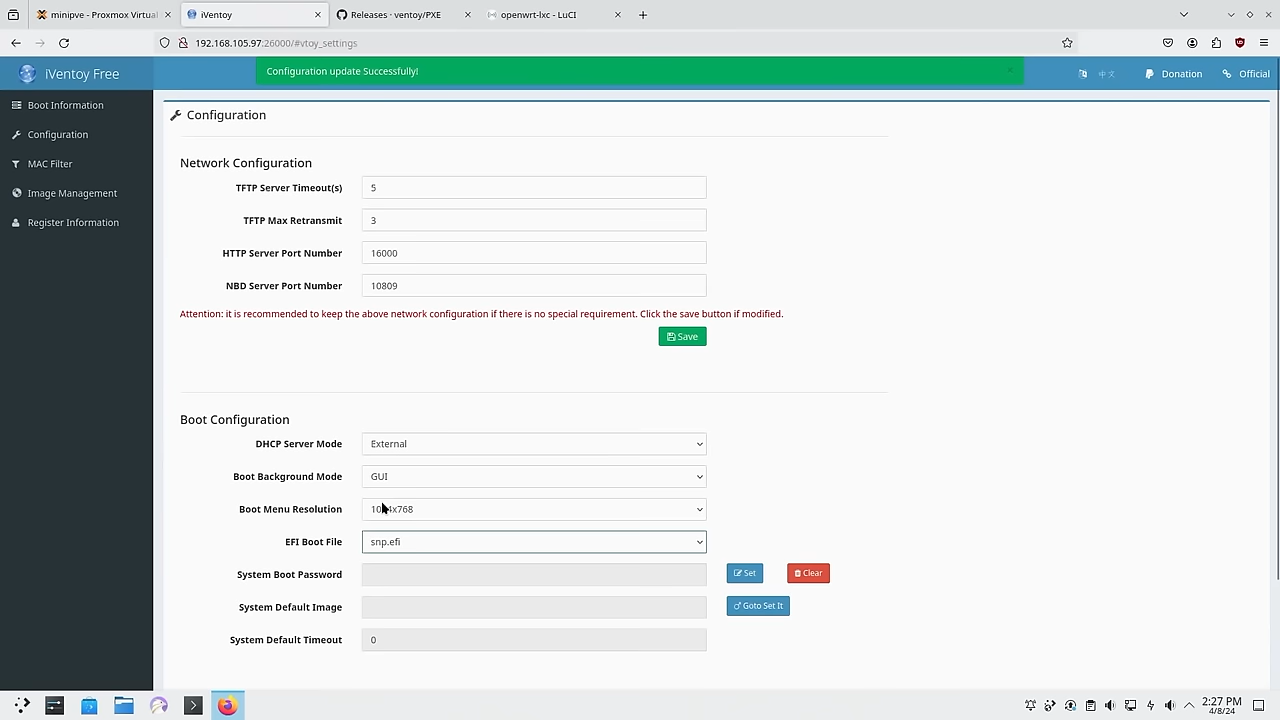 minipve - Proxmox Virtual
iVentoy
Releases · ventoy/PXE
openwrt-lxc - LuCI
192.168.105.97:26000/#vtoy_settings
iVentoy Free
Configuration update Successfully!
×
中文
Donation
Official
Boot Information
Configuration
MAC Filter
Image Management
Register Information
Configuration
Network Configuration
TFTP Server Timeout(s) 5
TFTP Max Retransmit 3
HTTP Server Port Number 16000
NBD Server Port Number 10809
Attention: it is recommended to keep the above network configuration if there is no special requirement. Click the save button if modified.
Save
Boot Configuration
DHCP Server Mode External
Boot Background Mode GUI
Boot Menu Resolution
EFI Boot File snp.efi
System Boot Password Set Clear
System Default Image Goto Set It
System Default Timeout 0
2:27 PM
4/8/24